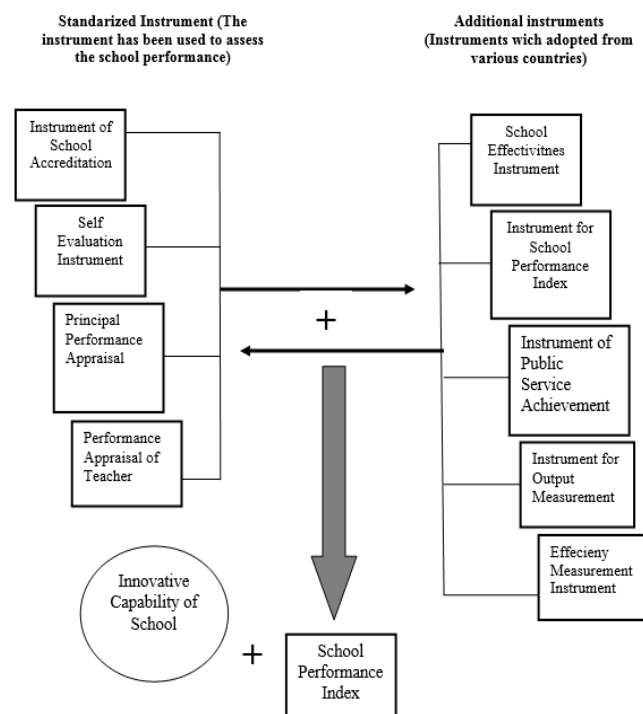 Standarized Instrument (The
instrument has been used to assess
the school performance)
Additional instruments
(Instruments wich adopted from
various countries)
Instrument of
School
Accreditation
Self
Evaluation
Instrument
Principal
Performance
Appraisal
Performance
Appraisal of
Teacher
+
School
Effectivitnes
Instrument
Instrument for
School
Performance
Index
Instrument of
Public
Service
Achievement
Instrument for
Output
Measurement
Effecieny
Measurement
Instrument
Innovative
Capability of
School
+
School
Performance
Index